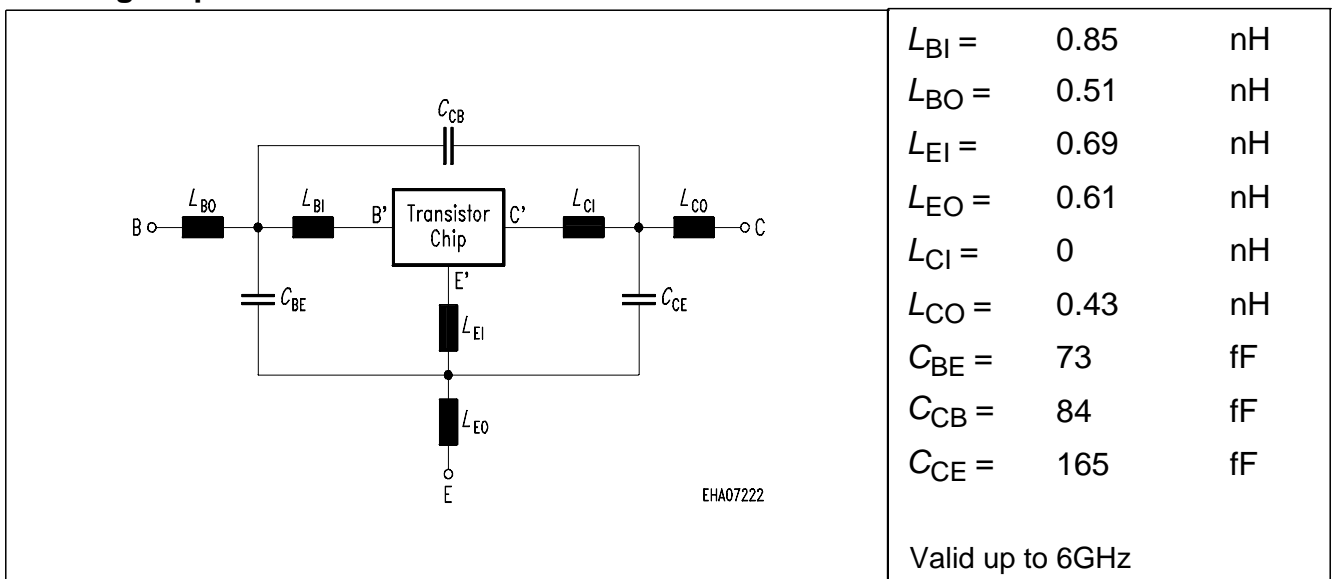 C_CB
L_BO
L_BI
B'
Transistor
Chip
C'
L_CI
L_CO
B
C
E'
C_BE
C_CE
L_EI
L_EO
E
EHA07222
L_BI = 0.85 nH
L_BO = 0.51 nH
L_EI = 0.69 nH
L_EO = 0.61 nH
L_CI = 0 nH
L_CO = 0.43 nH
C_BE = 73 fF
C_CB = 84 fF
C_CE = 165 fF
Valid up to 6GHz